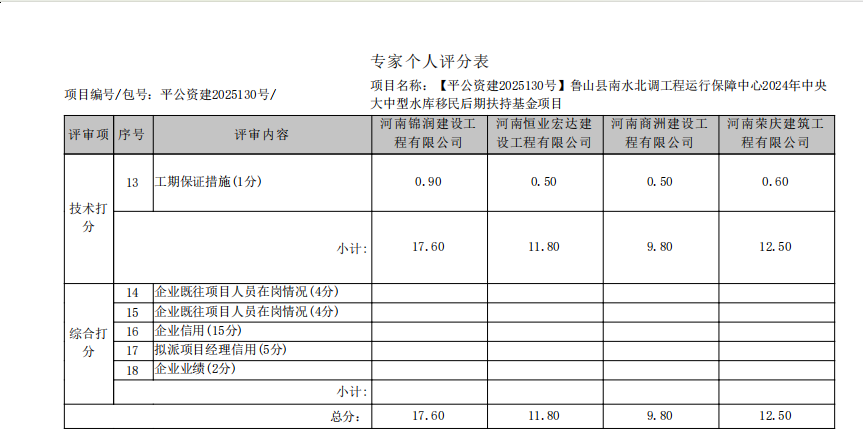 专家个人评分表
项目编号/包号：平公资建2025130号/
项目名称：【平公资建2025130号】鲁山县南水北调工程运行保障中心2024年中央
大中型水库移民后期扶持基金项目
评审项 序号 评审内容 河南锦润建设工程有限公司 河南恒业宏达建设工程有限公司 河南商洲建设工程有限公司 河南荣庆建筑工程有限公司
技术打分
13 工期保证措施(1分) 0.90 0.50 0.50 0.60
小计: 17.60 11.80 9.80 12.50
综合打分
14 企业既往项目人员在岗情况(4分)
15 企业既往项目人员在岗情况(4分)
16 企业信用(15分)
17 拟派项目经理信用(5分)
18 企业业绩(2分)
小计:
总分： 17.60 11.80 9.80 12.50